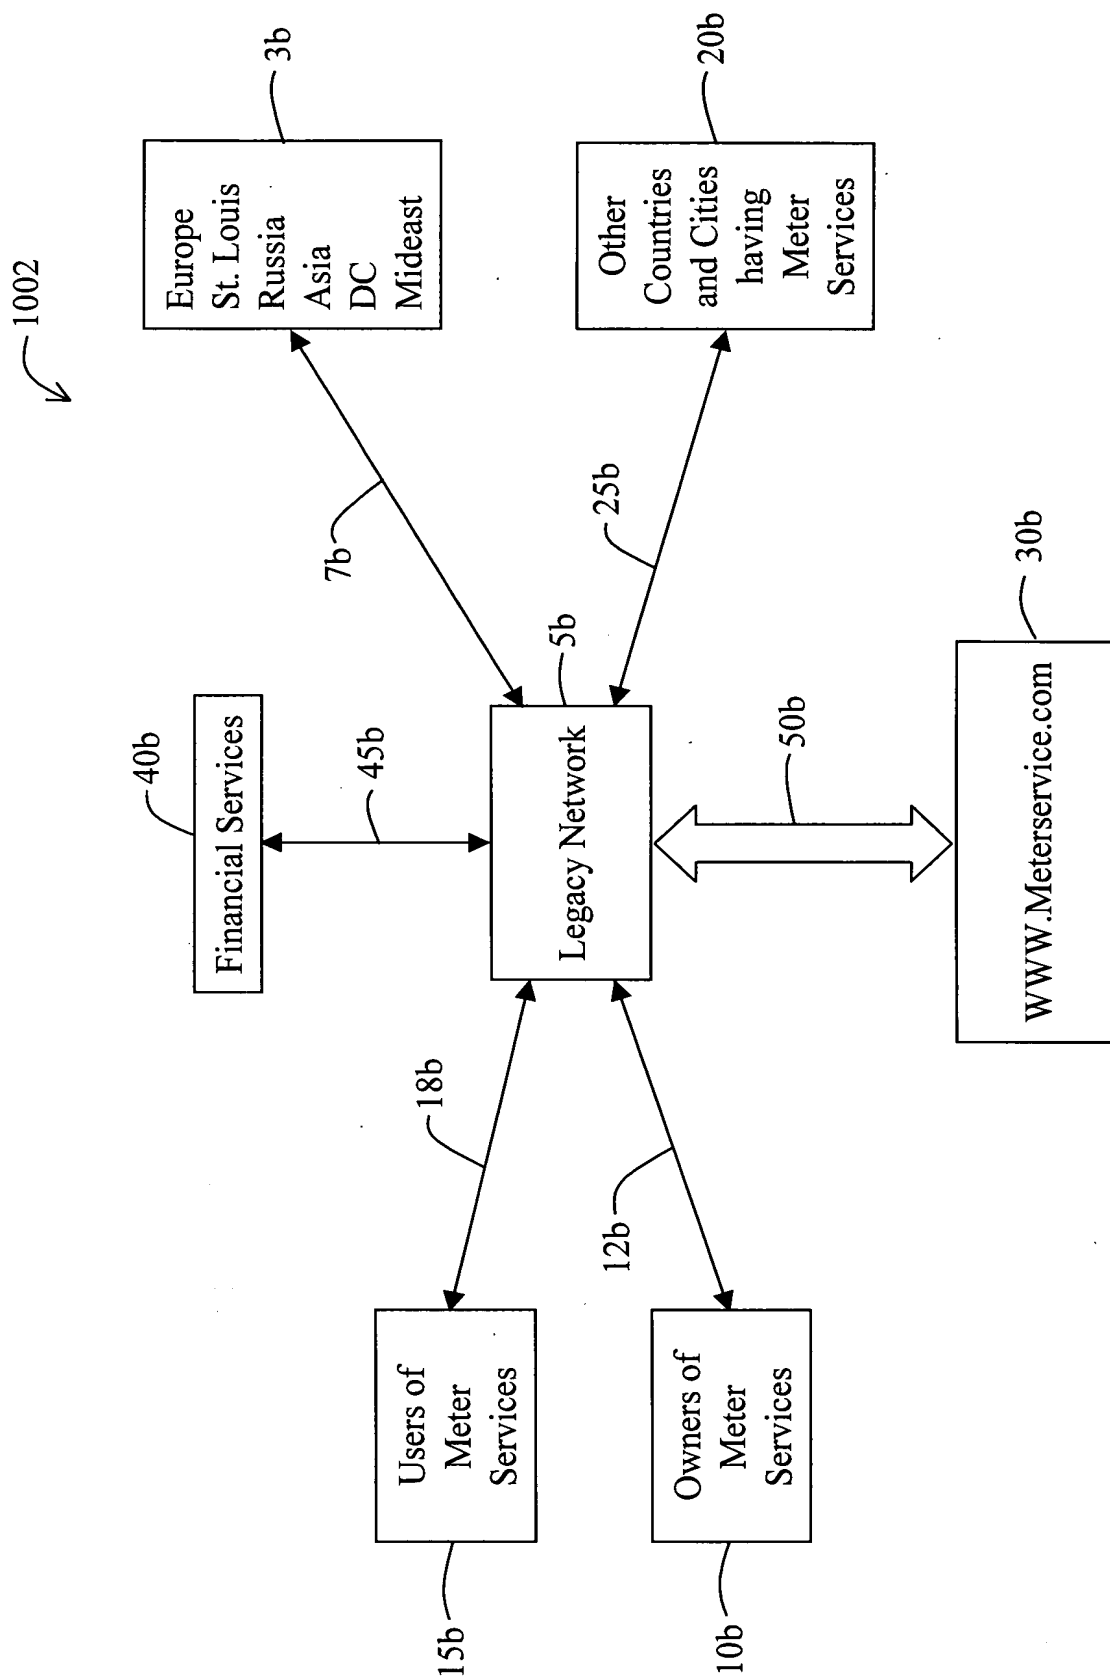 1002
40b
Financial Services
45b
3b
Europe
St. Louis
Russia
Asia
DC
Mideast
7b
15b
Users of
Meter
Services
18b
5b
Legacy Network
20b
Other
Countries
and Cities
having
Meter
Services
25b
10b
Owners of
Meter
Services
12b
50b
30b
WWW.Meterservice.com